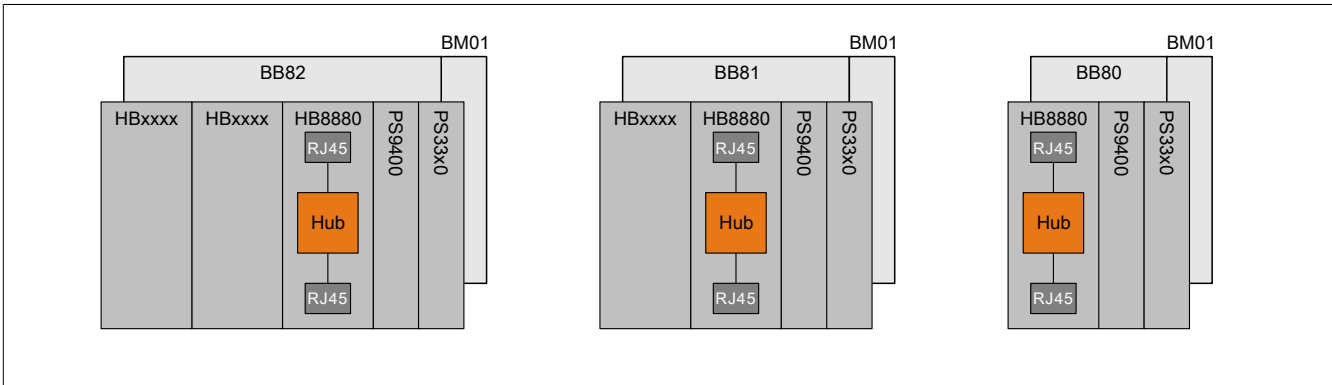 BM01
BB82
HBxxxx HBxxxx HB8880 PS9400 PS33x0
RJ45
Hub
RJ45
BM01
BB81
HBxxxx HB8880 PS9400 PS33x0
RJ45
Hub
RJ45
BM01
BB80
HB8880 PS9400 PS33x0
RJ45
Hub
RJ45